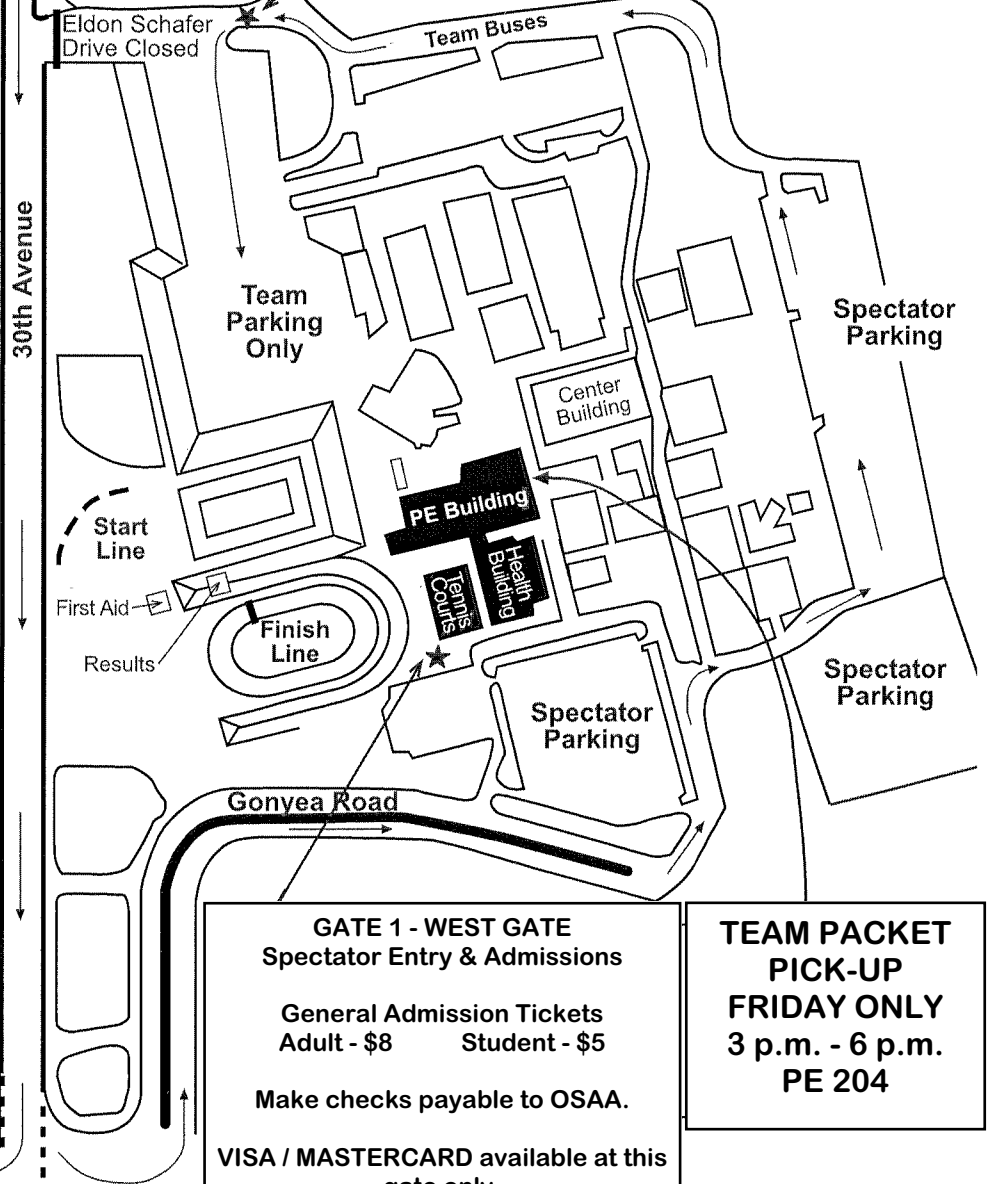 Eldon Schafer
Drive Closed
Team Buses
30th Avenue
Team
Parking
Only
Spectator
Parking
Center
Building
PE Building
Start
Line
Health
Building
Tennis
Courts
First Aid
Finish
Line
Results
Spectator
Parking
Spectator
Parking
Gonyea Road
GATE 1 - WEST GATE
Spectator Entry & Admissions
General Admission Tickets
Adult - $8 Student - $5
Make checks payable to OSAA.
VISA / MASTERCARD available at this
gate only
TEAM PACKET
PICK-UP
FRIDAY ONLY
3 p.m. - 6 p.m.
PE 204